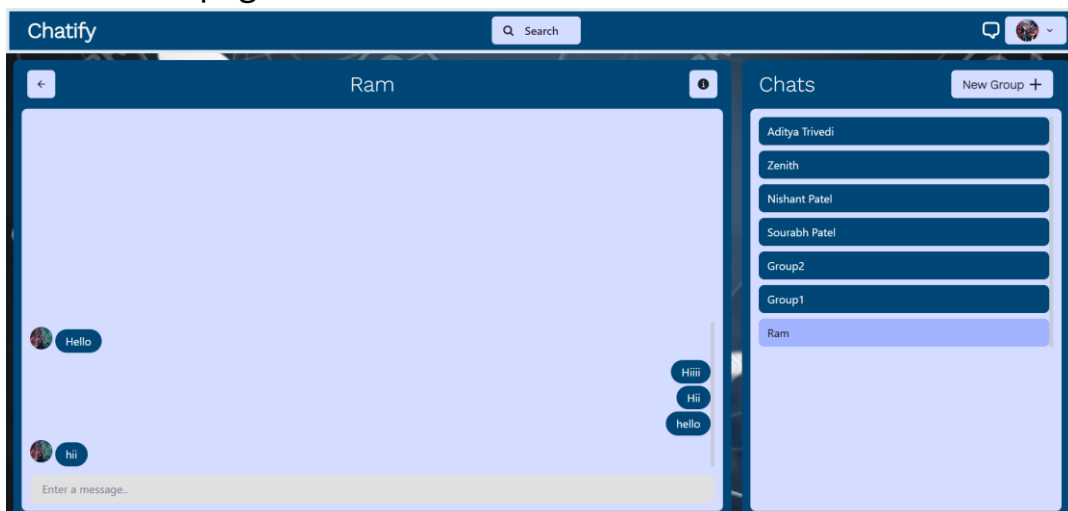 Chatify
Search
Ram
Hello
Hiiii
Hii
hello
hii
Enter a message..
Chats
New Group +
Aditya Trivedi
Zenith
Nishant Patel
Sourabh Patel
Group2
Group1
Ram